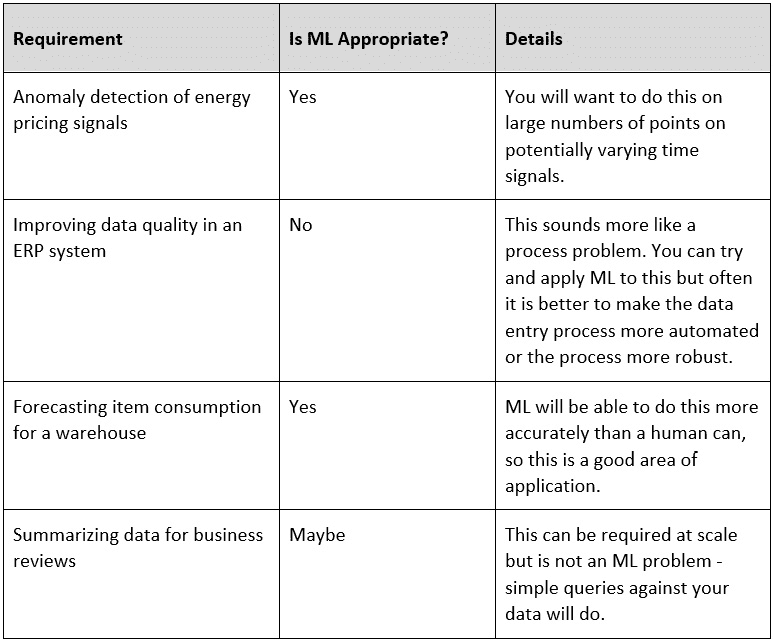 Requirement
Is ML Appropriate?
Details
Anomaly detection of energy
pricing signals
Yes
You will want to do this on
large numbers of points on
potentially varying time
signals.
Improving data quality in an
ERP system
No
This sounds more like a
process problem. You can try
and apply ML to this but often
it is better to make the data
entry process more automated
or the process more robust.
Forecasting item consumption
for a warehouse
Yes
ML will be able to do this more
accurately than a human can,
so this is a good area of
application.
Summarizing data for business
reviews
Maybe
This can be required at scale
but is not an ML problem -
simple queries against your
data will do.